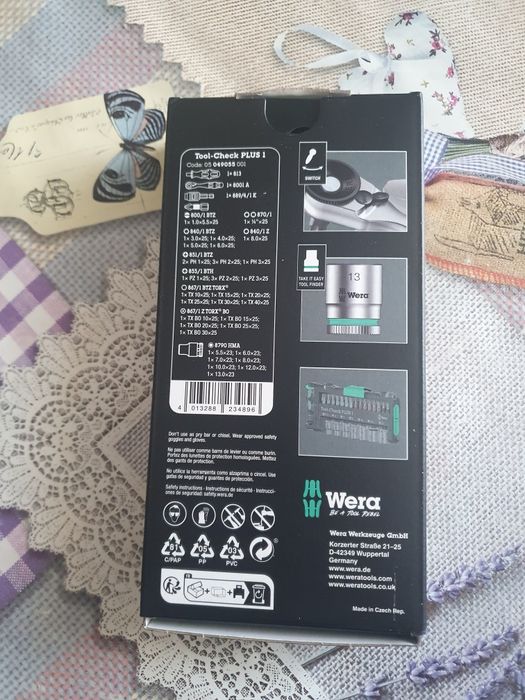 Tool-Check PLUS 1
Code: 05 049055 001
1× 813
1× 8001 A
1× 889/4/1 K
800/1 BTZ
1× 1.0×5.5×25
870/1
1× ¼"×25
840/1 BTZ
1× 3.0×25; 1× 4.0×25;
1× 5.0×25; 1× 6.0×25
840/1 Z
1× 8.0×25
851/1 BTZ
2× PH 1×25; 3× PH 2×25; 1× PH 3×25
855/1 BTH
1× PZ 1×25; 3× PZ 2×25; 1× PZ 3×25
867/1 BTZ TORX®
1× TX 10×25; 1× TX 15×25; 1× TX 20×25;
1× TX 25×25; 1× TX 30×25; 1× TX 40×25
867/1 Z TORX® BO
1× TX BO 10×25; 1× TX BO 15×25;
1× TX BO 20×25; 1× TX BO 25×25;
1× TX BO 30×25
8790 HMA
1× 5.5×23; 1× 6.0×23;
1× 7.0×23; 1× 8.0×23;
1× 10.0×23; 1× 12.0×23;
1× 13.0×23
4 013288 234896
Don't use as pry bar or chisel. Wear approved safety
goggles and gloves.
Ne pas utiliser comme barre de levier ou comme burin.
Portez des lunettes de protection homologuées. Mettez
des gants de protection.
No utilice la herramienta como alzaprima o cincel. Use
gafas de seguridad y guantes de protección.
Safety instructions · Instructions de sécurité · Instrucci-
ones de seguridad: safety.wera.de
81
C/PAP
05
PP
03
PVC
SWITCH
TAKE IT EASY
TOOL FINDER
13
Wera
Tool-Check PLUS
Wera
BE A TOOL REBEL
Wera Werkzeuge GmbH
Korzerter Straße 21–25
D-42349 Wuppertal
Germany
www.wera.de
www.weratools.com
www.weratools.co.uk
Made in Czech Rep.